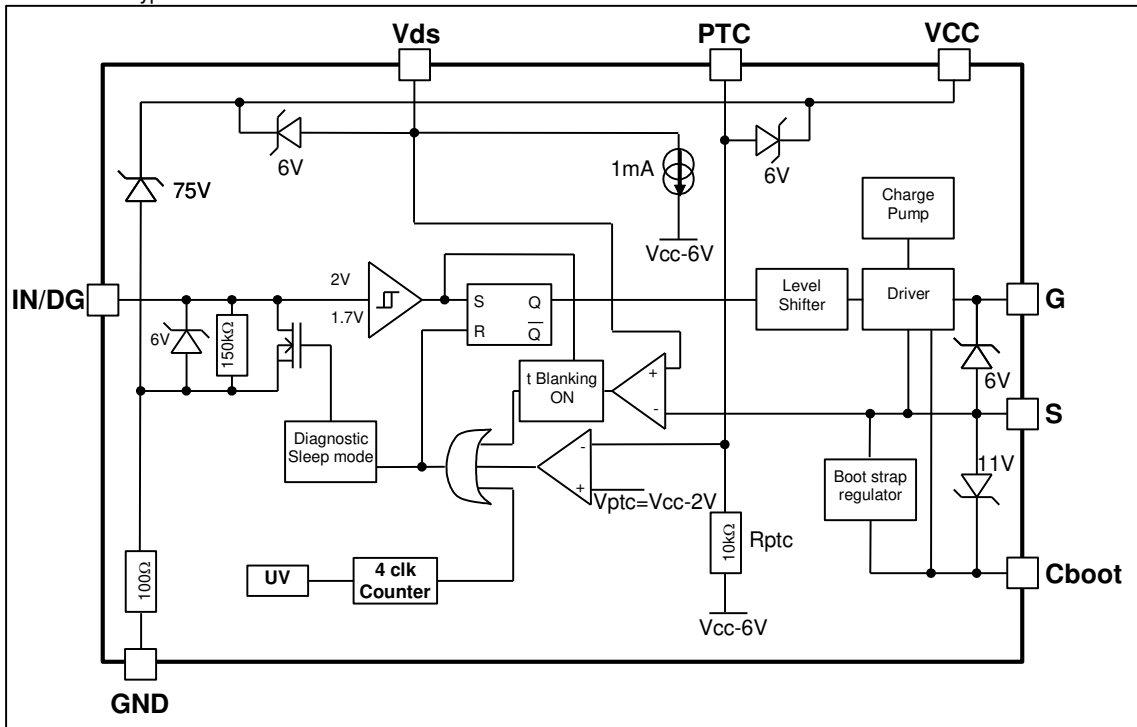 Vds
PTC
VCC
6V
75V
1mA
6V
Vcc-6V
Charge
Pump
IN/DG
2V
1.7V
S
Q
R
Q
Level
Shifter
Driver
G
6V
150kΩ
t Blanking
ON
+
-
6V
S
Diagnostic
Sleep mode
-
+
Vptc=Vcc-2V
Boot strap
regulator
11V
100Ω
UV
4 clk
Counter
10kΩ
Rptc
Cboot
Vcc-6V
GND